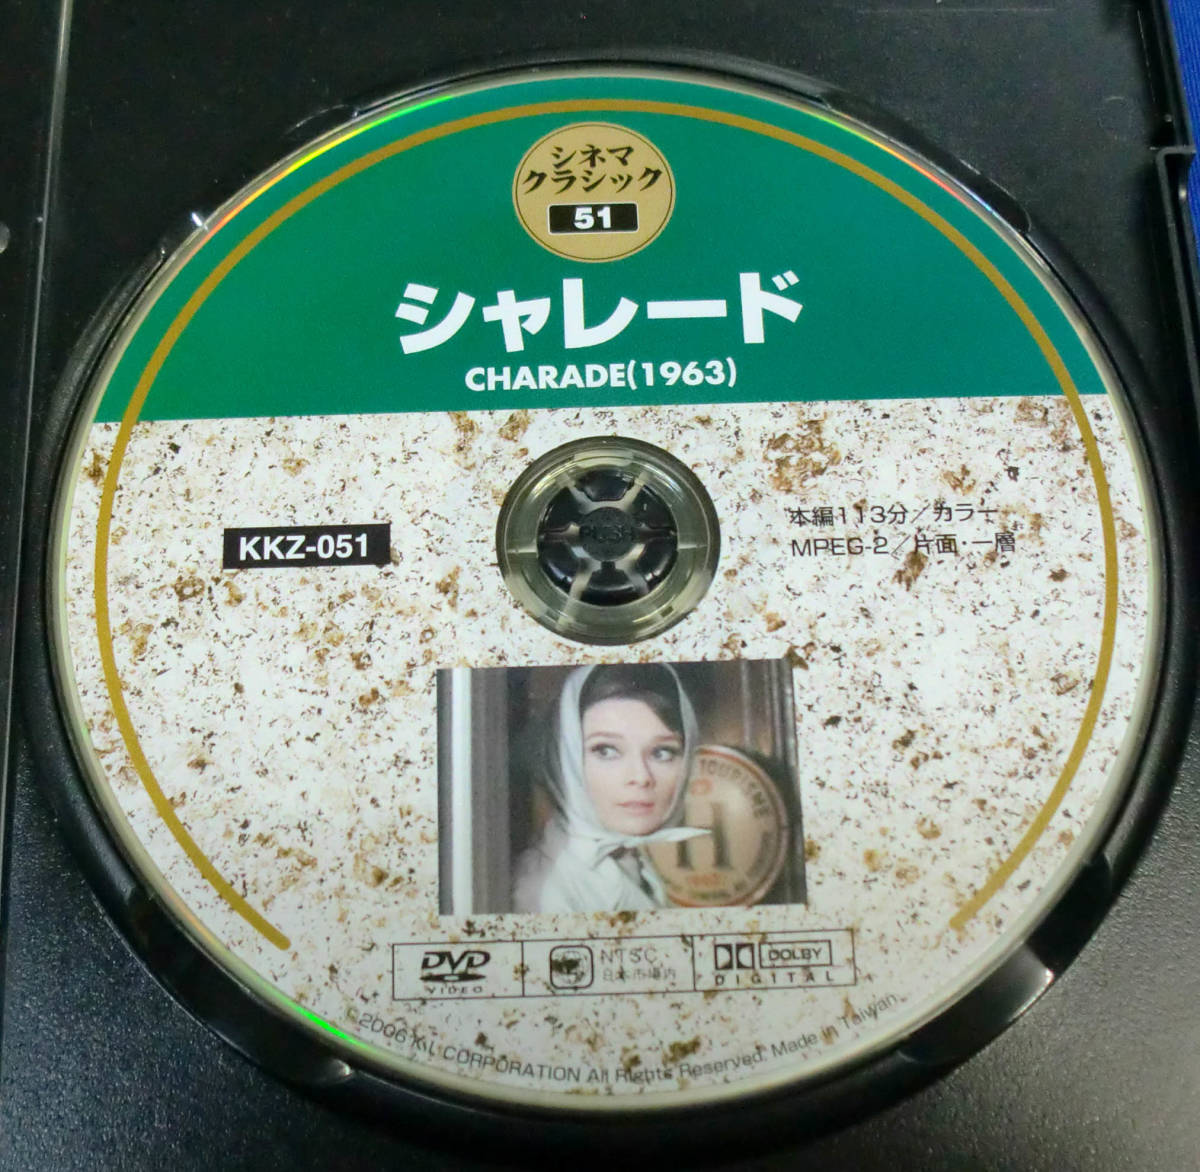 シネマ
クラシック
51
シャレード
CHARADE(1963)
KKZ-051
本編113分／カラー
MPEG-2／片面・一層
PUSH
TOURISME
H
DVD
VIDEO
NTSC
日本市場向
DOLBY
DIGITAL
©2006 K.I. CORPORATION All Rights Reserved. Made in Taiwan.